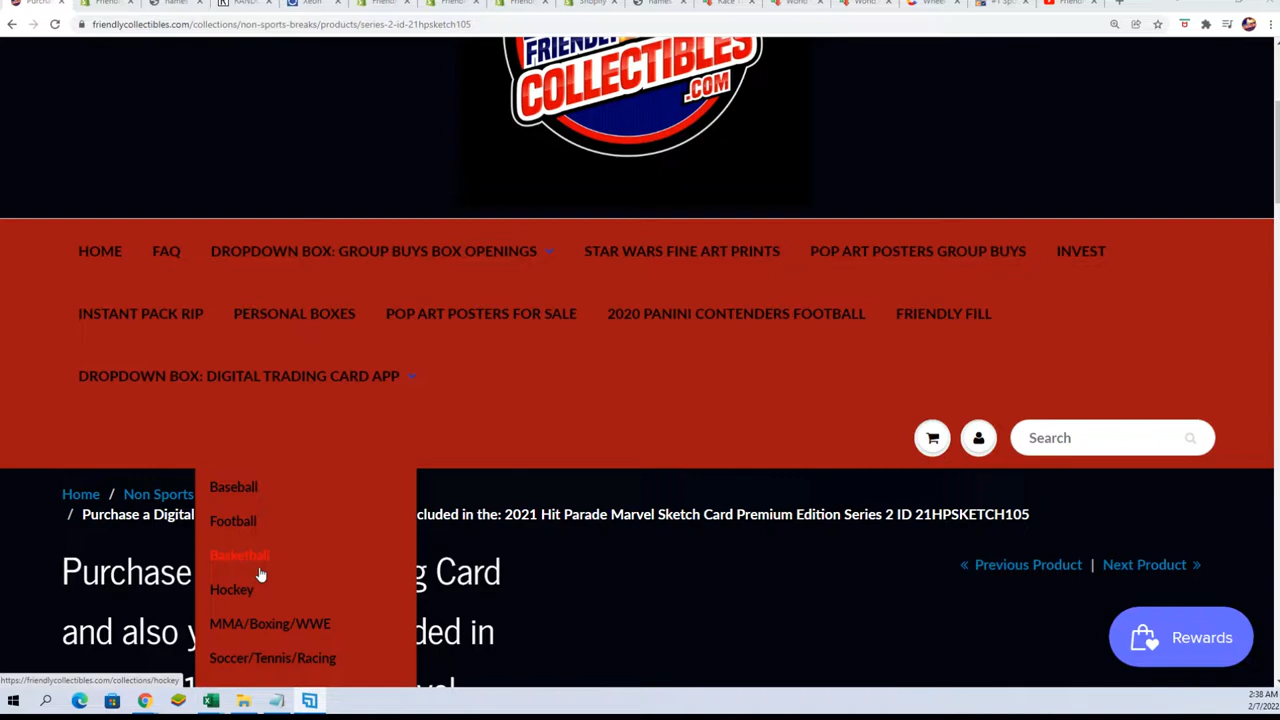 friendlycollectibles.com/collections/non-sports-breaks/products/series-2-id-21hpsketch105
FRIENDLY
COLLECTIBLES
.COM
HOME FAQ DROPDOWN BOX: GROUP BUYS BOX OPENINGS STAR WARS FINE ART PRINTS POP ART POSTERS GROUP BUYS INVEST
INSTANT PACK RIP PERSONAL BOXES POP ART POSTERS FOR SALE 2020 PANINI CONTENDERS FOOTBALL FRIENDLY FILL
DROPDOWN BOX: DIGITAL TRADING CARD APP
Search
Home / Non Sports
/ Purchase a Digital cluded in the: 2021 Hit Parade Marvel Sketch Card Premium Edition Series 2 ID 21HPSKETCH105
Baseball
Football
Basketball
Hockey
MMA/Boxing/WWE
Soccer/Tennis/Racing
« Previous Product | Next Product »
Purchase g Card
and also y ded in
Rewards
https://friendlycollectibles.com/collections/hockey
2:38 AM
2/7/2022